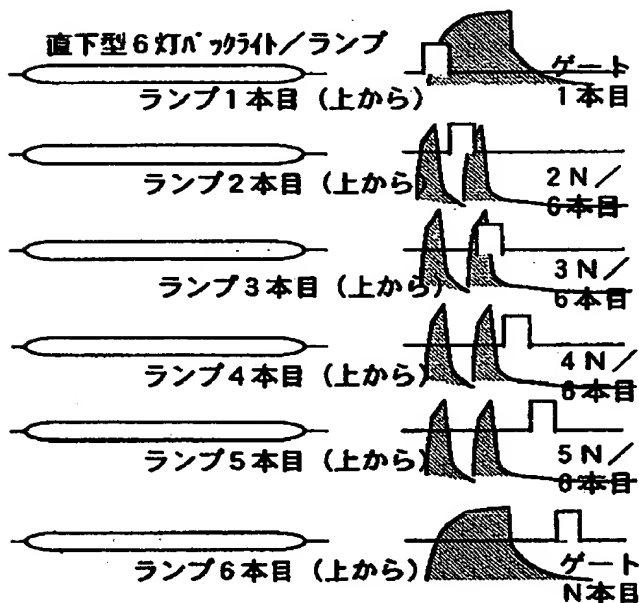 直下型6灯バックライト/ランプ
ゲート
1本目
ランプ1本目(上から)
ランプ2本目(上から)
2N/
6本目
ランプ3本目(上から)
3N/
6本目
ランプ4本目(上から)
4N/
6本目
ランプ5本目(上から)
5N/
6本目
ランプ6本目(上から)
ゲート
N本目